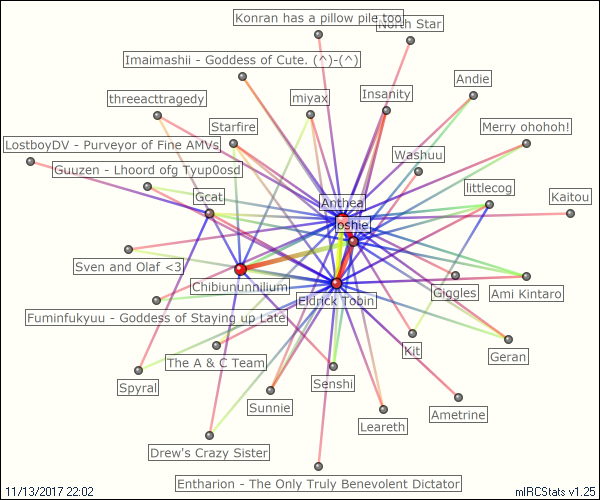 Konran has a pillow pile too
North Star
Imaimashii - Goddess of Cute. (^)-(^)
Andie
threeacttragedy
miyax
Insanity
Starfire
Merry ohohoh!
LostboyDV - Purveyor of Fine AMVs
Washuu
Guuzen - Lhoord ofg Tyup0osd
Gcat
littlecog
Kaitou
Anthea
oshie
Sven and Olaf <3
Chibiununnilium
Giggles
Ami Kintaro
Eldrick Tobin
Fuminfukyuu - Goddess of Staying up Late
Kit
Geran
The A & C Team
Spyral
Senshi
Sunnie
Ametrine
Leareth
Drew's Crazy Sister
Entharion - The Only Truly Benevolent Dictator
11/13/2017 22:02
mIRCStats v1.25